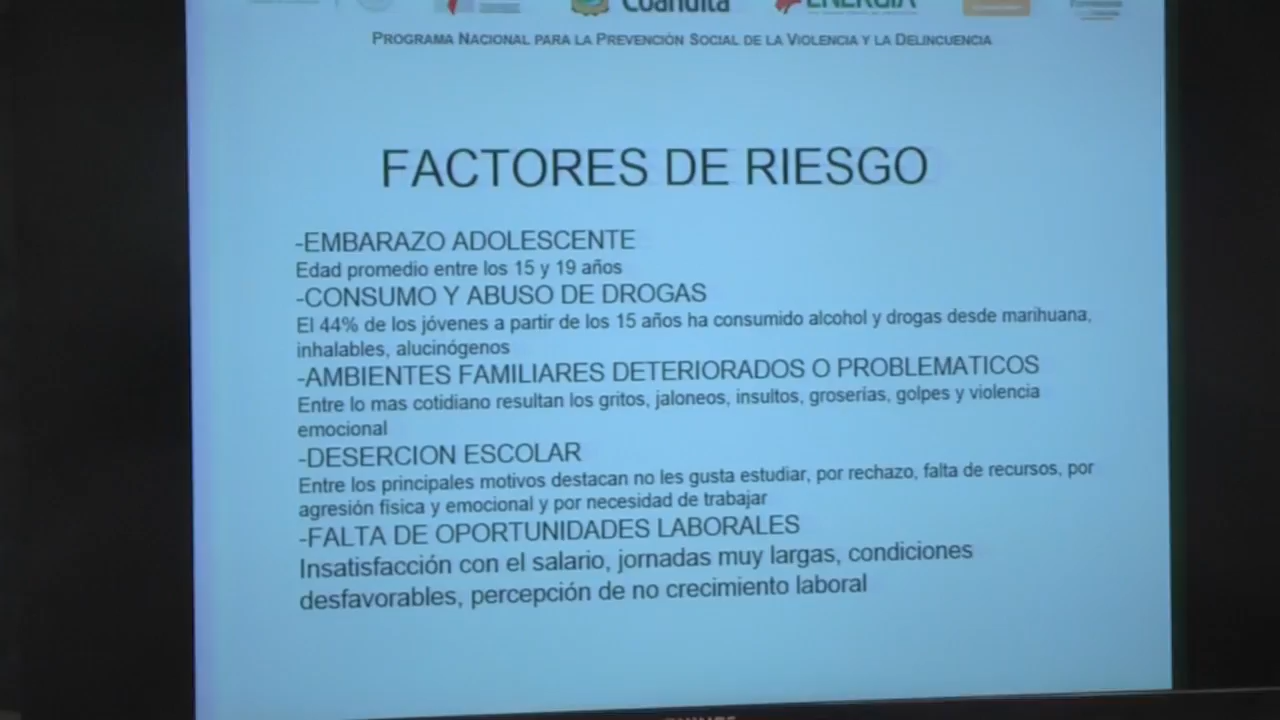 Coahuila
ENERGÍA
PROGRAMA NACIONAL PARA LA PREVENCIÓN SOCIAL DE LA VIOLENCIA Y LA DELINCUENCIA
FACTORES DE RIESGO
-EMBARAZO ADOLESCENTE
Edad promedio entre los 15 y 19 años
-CONSUMO Y ABUSO DE DROGAS
El 44% de los jóvenes a partir de los 15 años ha consumido alcohol y drogas desde marihuana,
inhalables, alucinógenos
-AMBIENTES FAMILIARES DETERIORADOS O PROBLEMATICOS
Entre lo mas cotidiano resultan los gritos, jaloneos, insultos, groserías, golpes y violencia
emocional
-DESERCION ESCOLAR
Entre los principales motivos destacan no les gusta estudiar, por rechazo, falta de recursos, por
agresión física y emocional y por necesidad de trabajar
-FALTA DE OPORTUNIDADES LABORALES
Insatisfacción con el salario, jornadas muy largas, condiciones
desfavorables, percepción de no crecimiento laboral